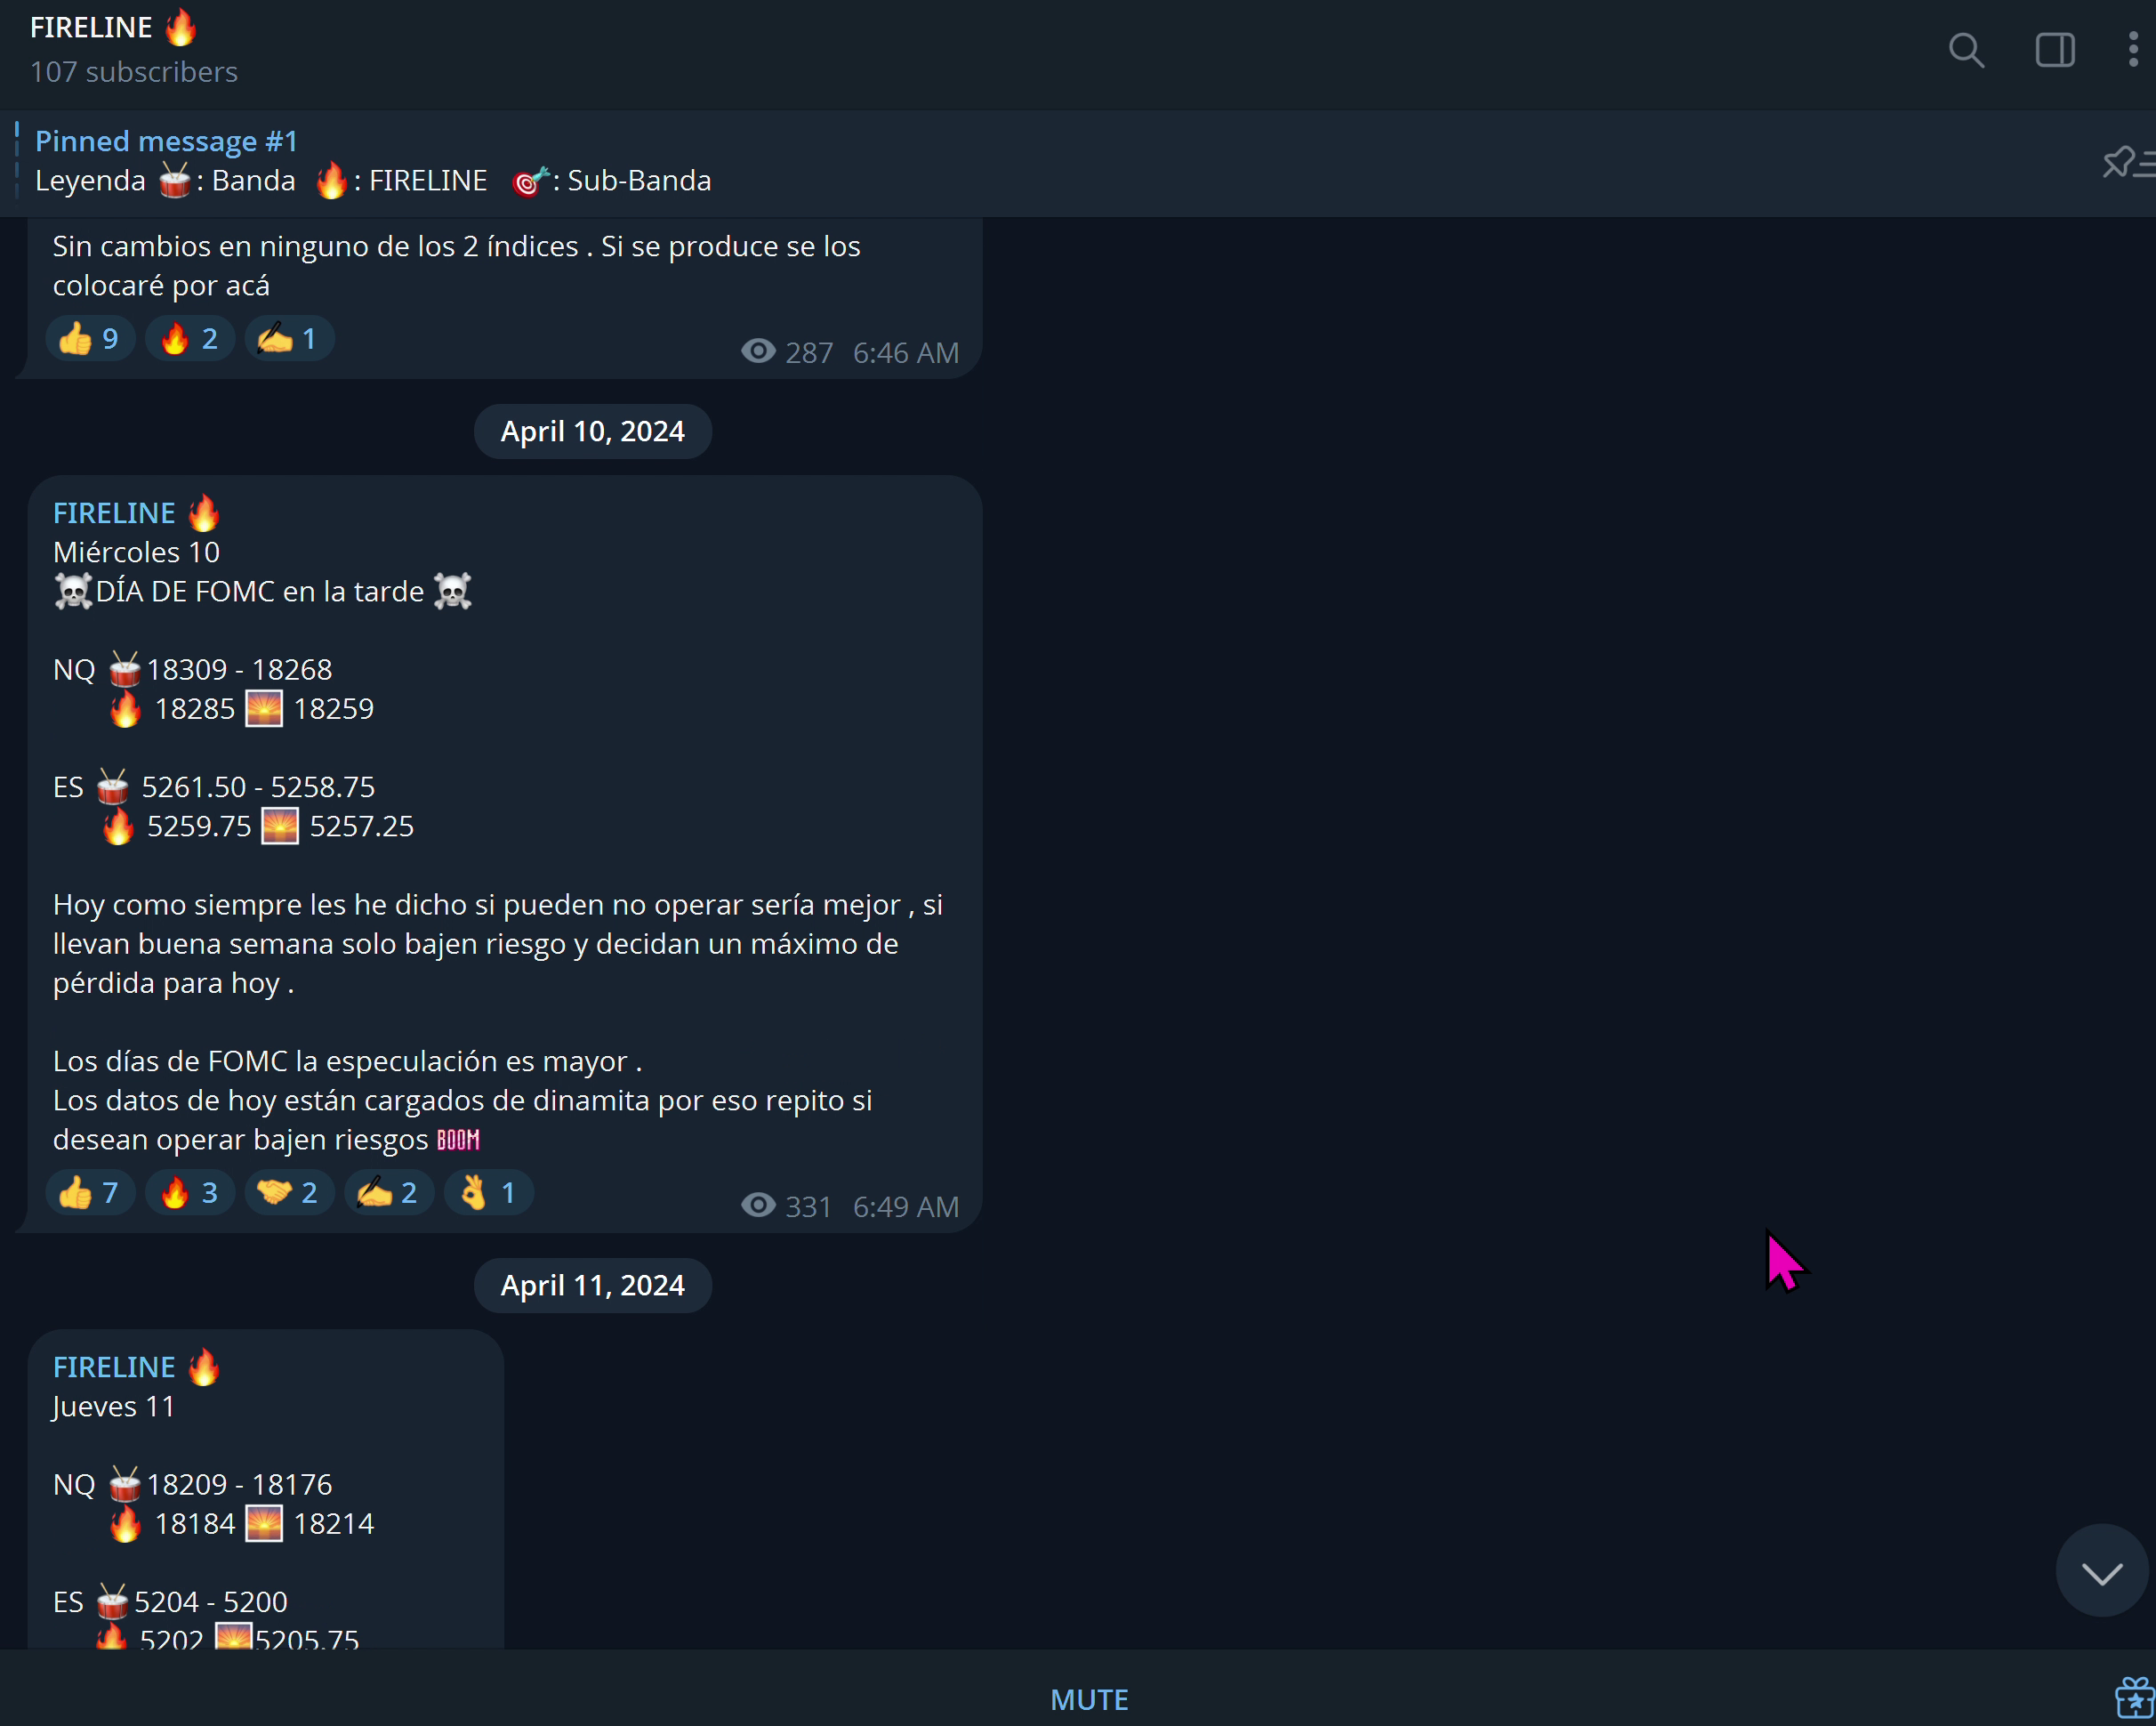 FIRELINE 🔥
107 subscribers
Pinned message #1
Leyenda 🥁: Banda 🔥: FIRELINE 🎯: Sub-Banda
Sin cambios en ninguno de los 2 índices . Si se produce se los
colocaré por acá
👍 9 🔥 2 ✍️ 1 287 6:46 AM
April 10, 2024
FIRELINE 🔥
Miércoles 10
☠️DÍA DE FOMC en la tarde ☠️
NQ 🥁18309 - 18268
🔥 18285 🌅 18259
ES 🥁 5261.50 - 5258.75
🔥 5259.75 🌅 5257.25
Hoy como siempre les he dicho si pueden no operar sería mejor , si
llevan buena semana solo bajen riesgo y decidan un máximo de
pérdida para hoy .
Los días de FOMC la especulación es mayor .
Los datos de hoy están cargados de dinamita por eso repito si
desean operar bajen riesgos BOOM
👍 7 🔥 3 🤝 2 ✍️ 2 👌 1 331 6:49 AM
April 11, 2024
FIRELINE 🔥
Jueves 11
NQ 🥁18209 - 18176
🔥 18184 🌅 18214
ES 🥁5204 - 5200
🔥 5202 🌅5205.75
MUTE